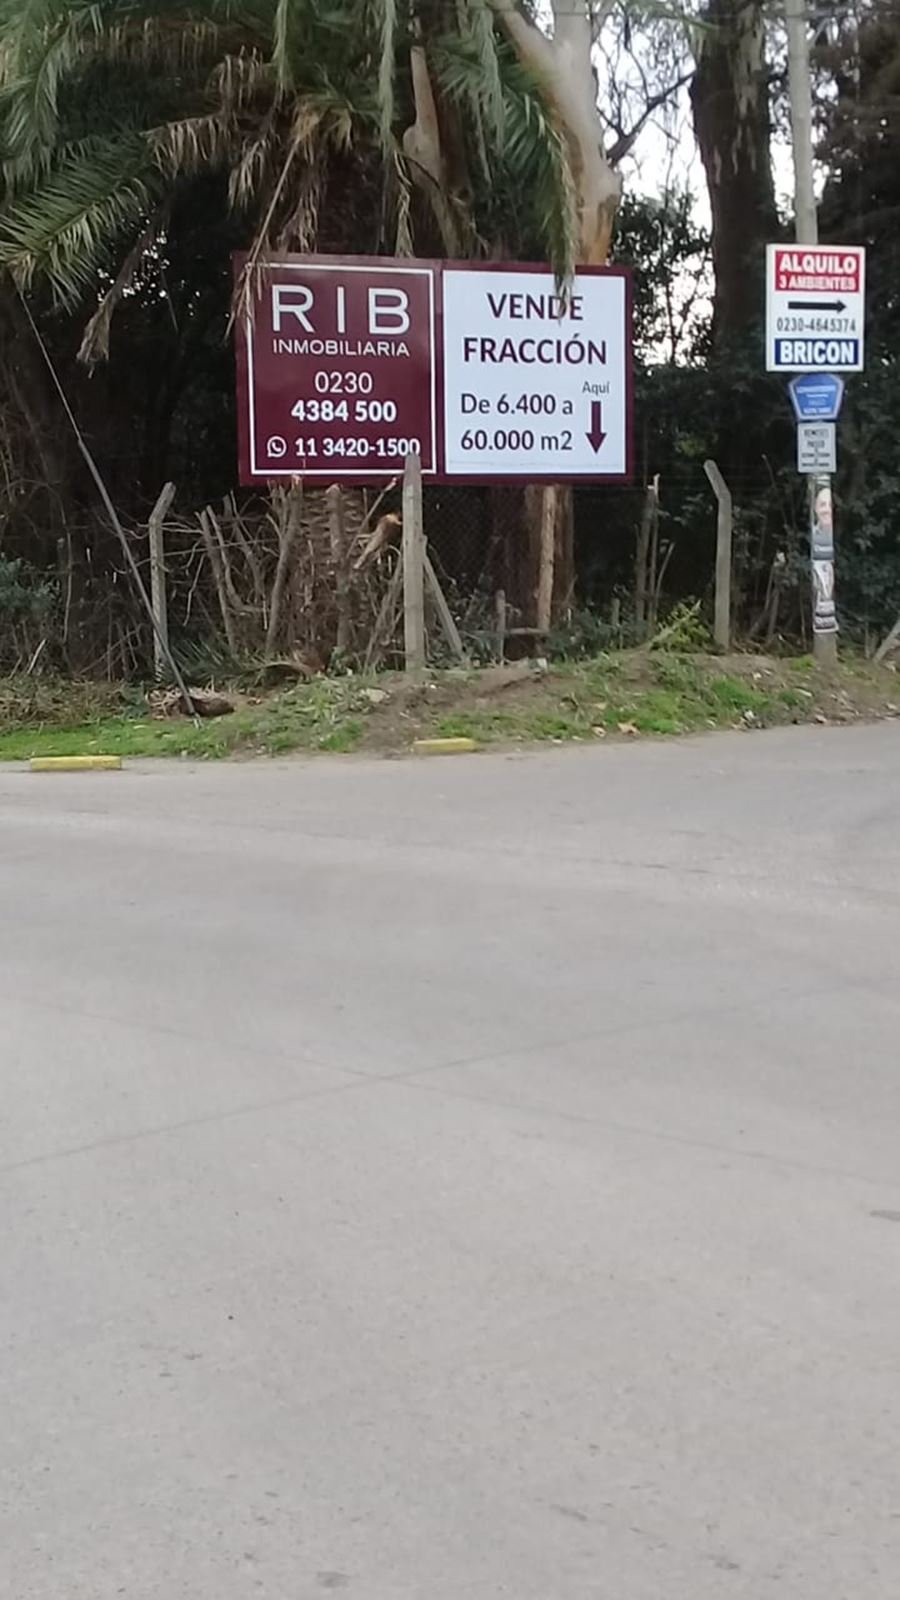 RIB
INMOBILIARIA
0230
4384 500
11 3420-1500
VENDE
FRACCIÓN
Aquí
De 6.400 a
60.000 m2
ALQUILO
3 AMBIENTES
0230-4645374
BRICON